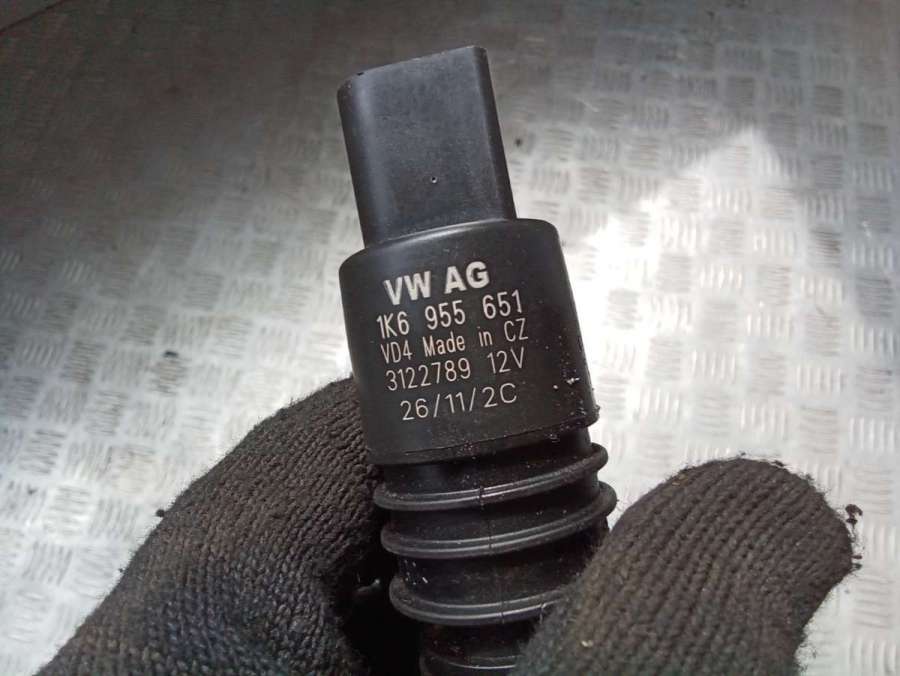 VW AG
1K6 955 651
VD4 Made in CZ
3122789 12V
26/11/2C